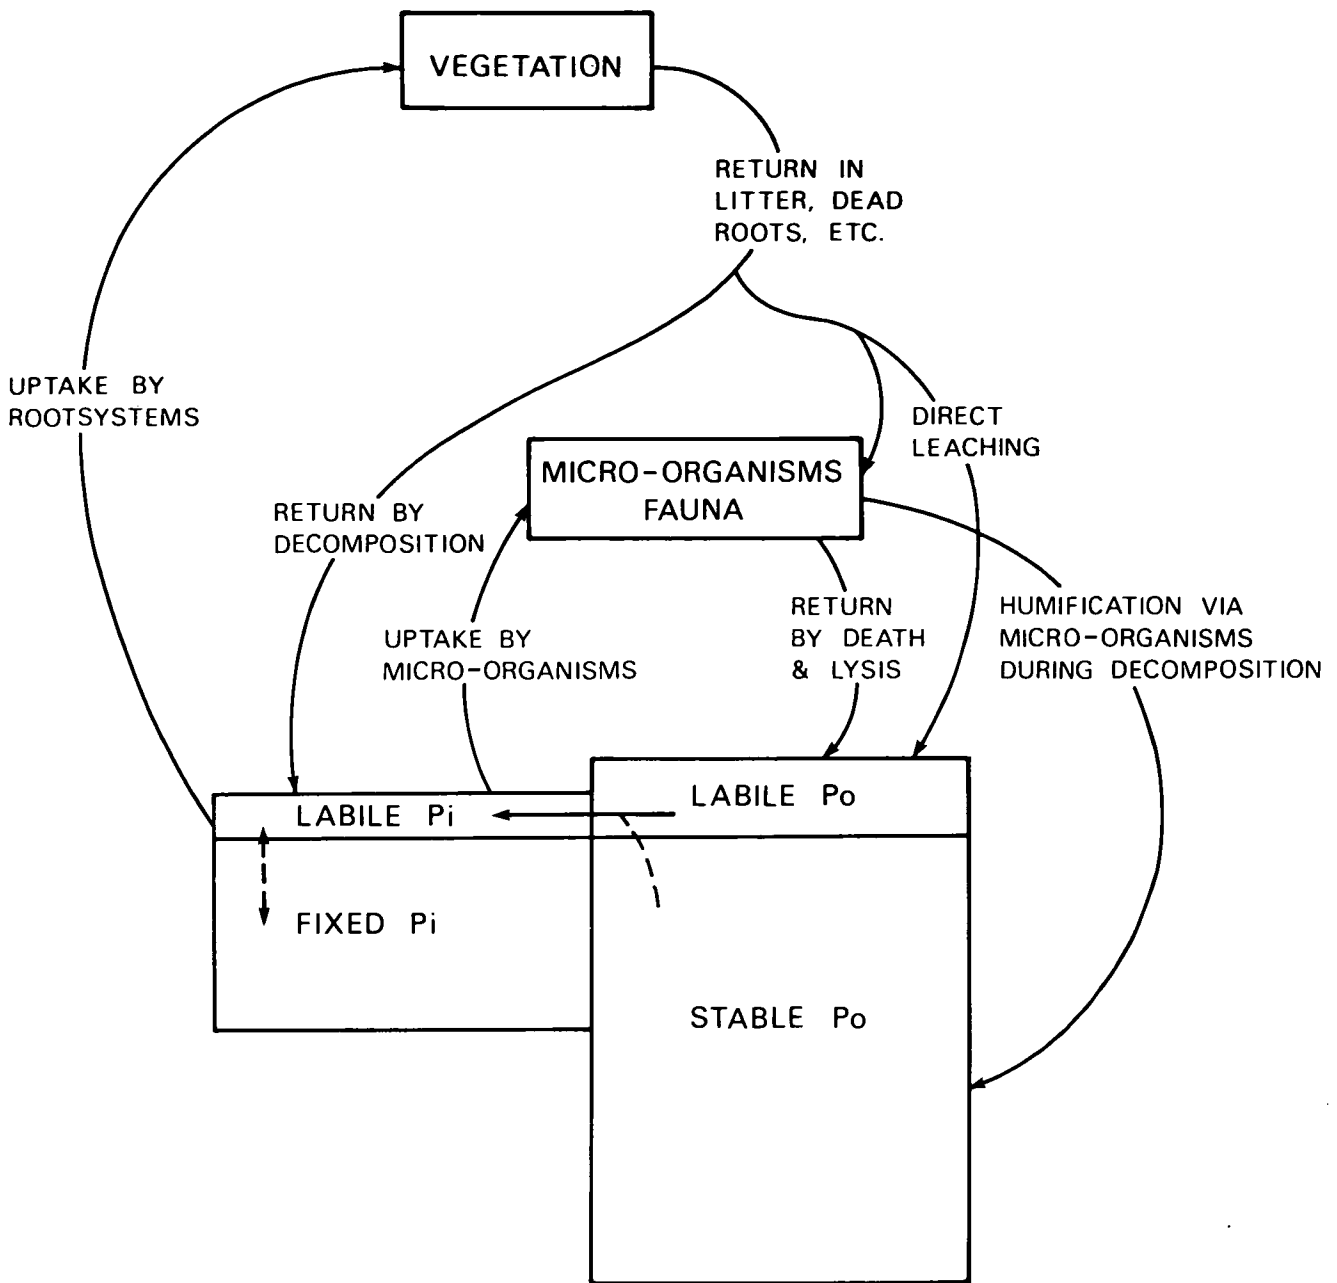 VEGETATION
RETURN IN
LITTER, DEAD
ROOTS, ETC.
UPTAKE BY
ROOTSYSTEMS
DIRECT
LEACHING
MICRO-ORGANISMS
FAUNA
RETURN BY
DECOMPOSITION
UPTAKE BY
MICRO-ORGANISMS
RETURN
BY DEATH
& LYSIS
HUMIFICATION VIA
MICRO-ORGANISMS
DURING DECOMPOSITION
LABILE Pi
LABILE Po
FIXED Pi
STABLE Po